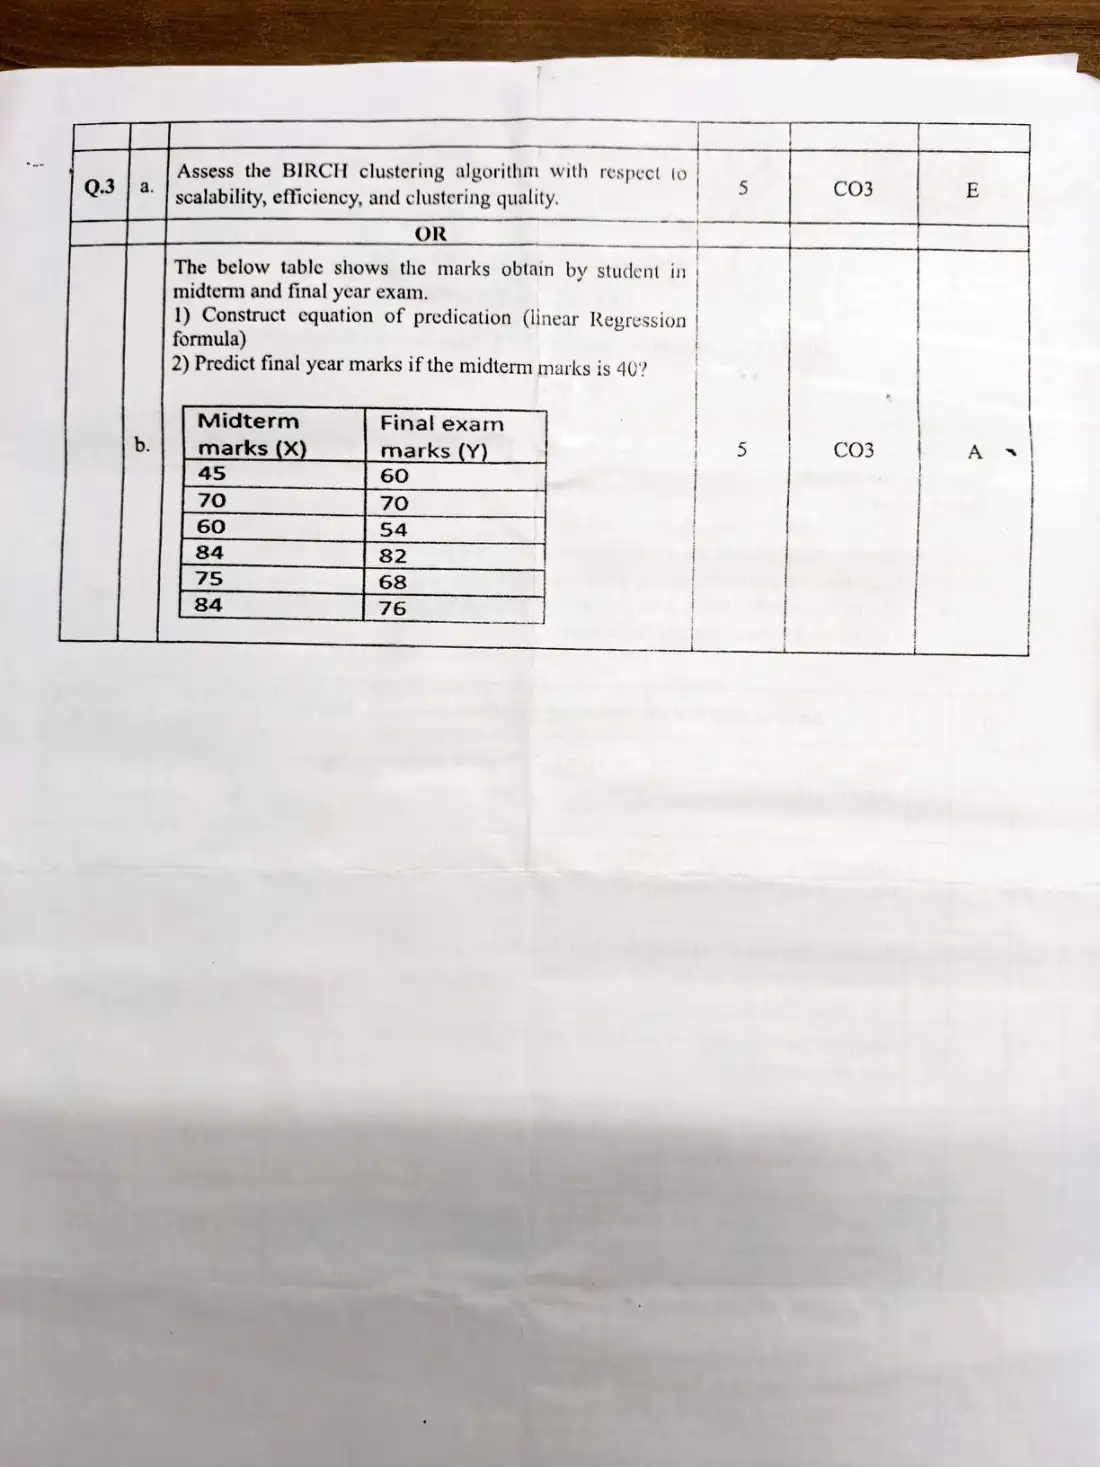 Q.3 a. Assess the BIRCH clustering algorithm with respect to
scalability, efficiency, and clustering quality. 5 CO3 E
OR
The below table shows the marks obtain by student in
midterm and final year exam.
1) Construct equation of predication (linear Regression
formula)
2) Predict final year marks if the midterm marks is 40?
b. 5 CO3 A
Midterm Final exam
marks (X) marks (Y)
45 60
70 70
60 54
84 82
75 68
84 76